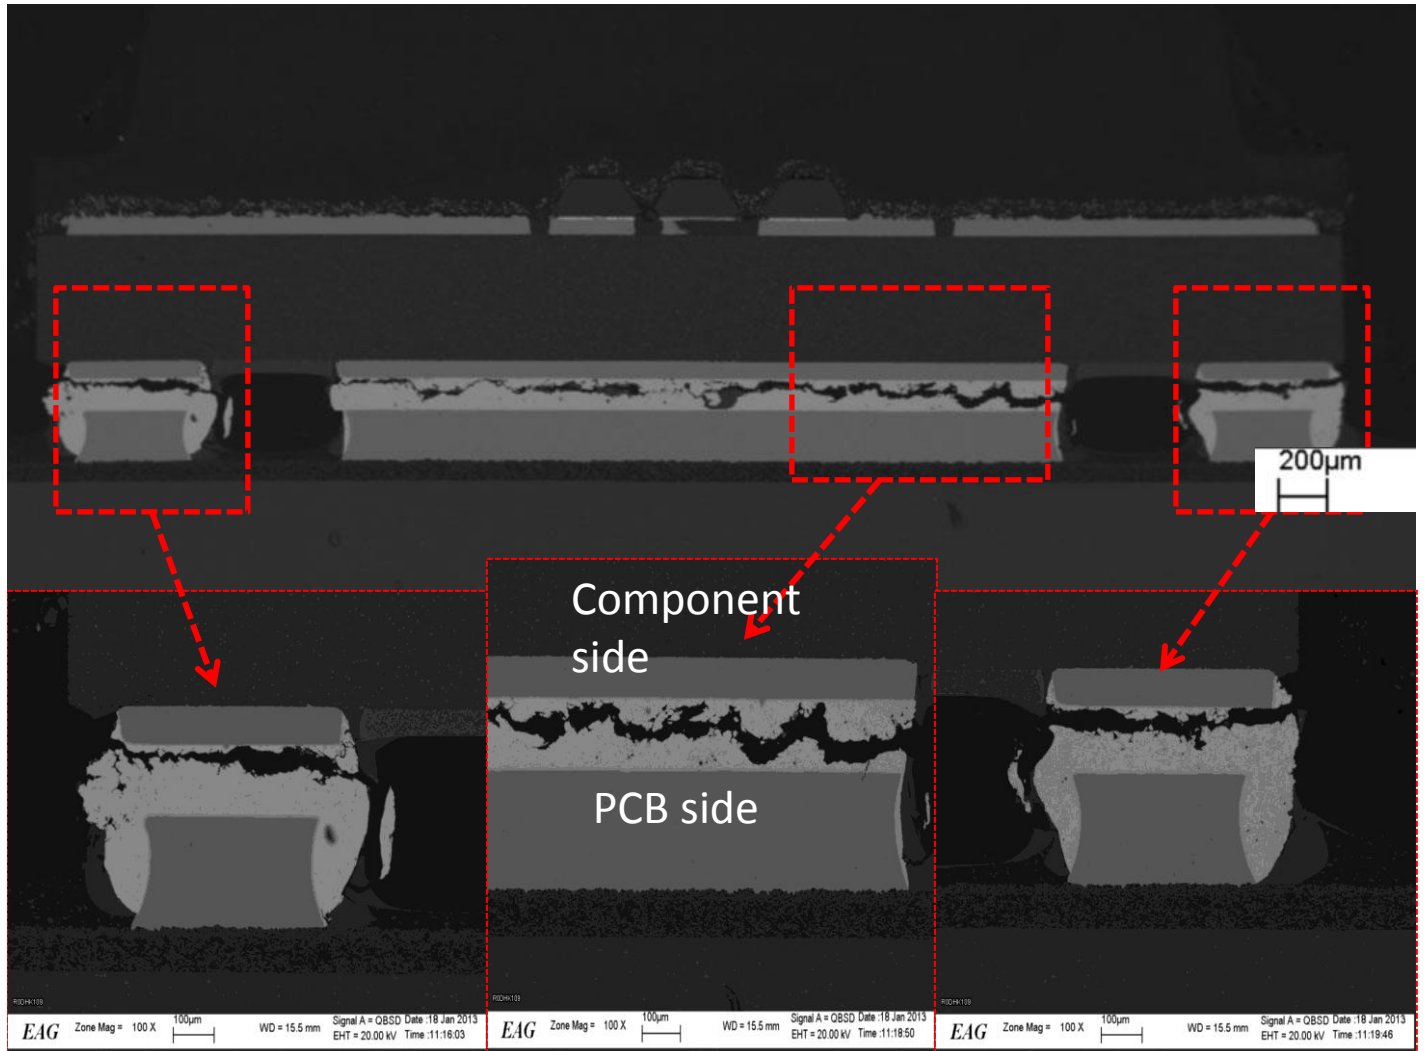 200µm
Component
side
PCB side
R9DHK109
EAG
Zone Mag = 100 X
100µm
WD = 15.5 mm
Signal A = QBSD Date :18 Jan 2013
EHT = 20.00 kV Time :11:16:03
EAG
Zone Mag = 100 X
100µm
WD = 15.5 mm
Signal A = QBSD Date :18 Jan 2013
EHT = 20.00 kV Time :11:18:50
EAG
Zone Mag = 100 X
100µm
WD = 15.5 mm
Signal A = QBSD Date :18 Jan 2013
EHT = 20.00 kV Time :11:19:46